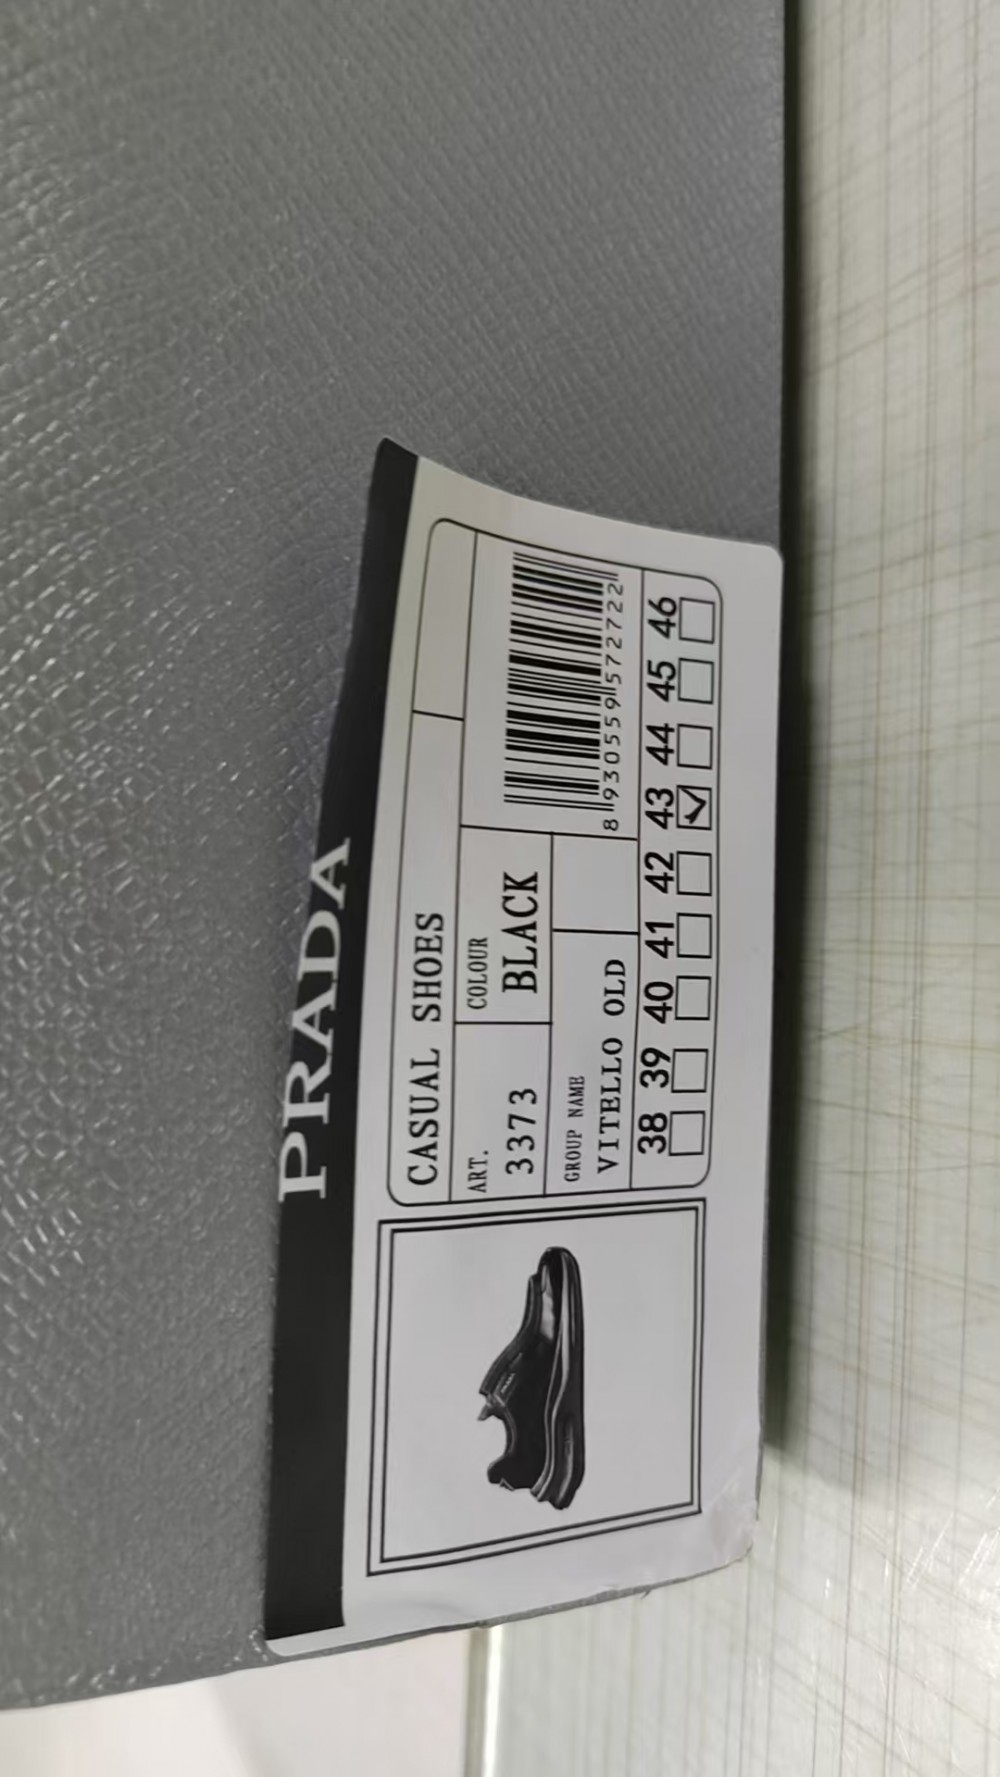 PRADA
CASUAL SHOES
ART.
3373
COLOUR
BLACK
GROUP NAME
VITELLO OLD
8 930559 572722
38 39 40 41 42 43 44 45 46